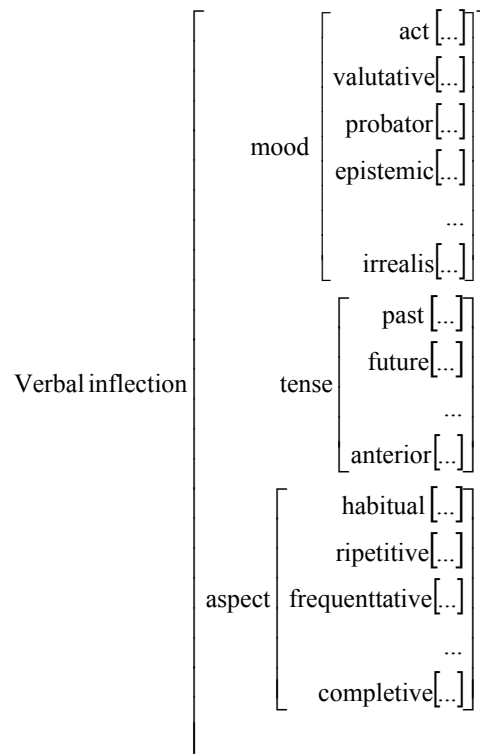 act [...]
valutative[...]
probator[...]
mood
epistemic[...]
...
irrealis[...]
past [...]
future[...]
Verbal inflection
tense
...
anterior[...]
habitual [...]
ripetitive[...]
aspect
frequenttative[...]
...
completive[...]